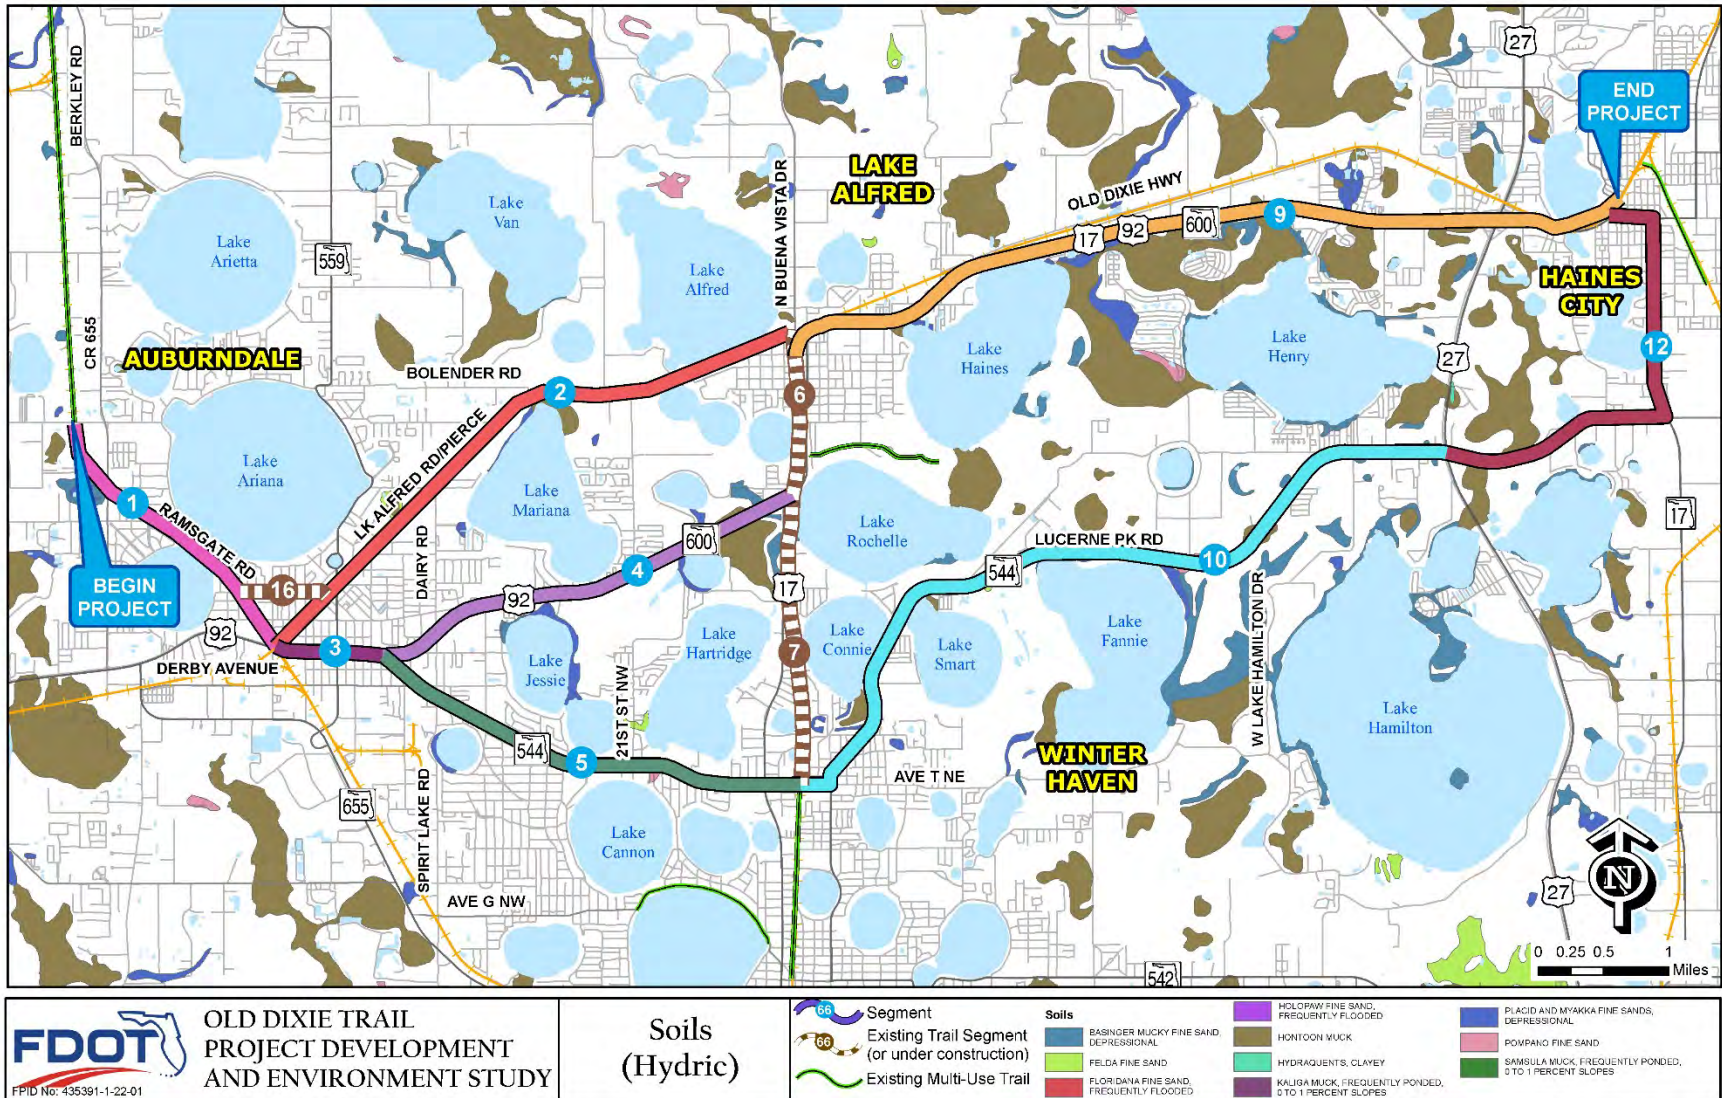 BERKLEY RD
CR 655
Lake
Arietta
559
Lake
Van
Lake
Alfred
N BUENA VISTA DR
LAKE
ALFRED
OLD DIXIE HWY
17
92
600
9
27
END
PROJECT
HAINES
CITY
12
27
Lake
Henry
Lake
Haines
AUBURNDALE
BOLENDER RD
2
6
LK ALFRED RD/PIERCE
Lake
Ariana
1
RAMSGATE RD
BEGIN
PROJECT
16
92
DERBY AVENUE
3
DAIRY RD
Lake
Mariana
600
4
92
Lake
Jessie
21ST ST NW
Lake
Hartridge
17
7
Lake
Rochelle
Lake
Connie
Lake
Smart
544
LUCERNE PK RD
10
Lake
Fannie
W LAKE HAMILTON DR
17
Lake
Hamilton
WINTER
HAVEN
AVE T NE
544
5
655
SPIRIT LAKE RD
Lake
Cannon
AVE G NW
542
27
N
0 0.25 0.5 1
Miles
FDOT
FPID No: 435391-1-22-01
OLD DIXIE TRAIL
PROJECT DEVELOPMENT
AND ENVIRONMENT STUDY
Soils
(Hydric)
66
Segment
66
Existing Trail Segment
(or under construction)
Existing Multi-Use Trail
Soils
BASINGER MUCKY FINE SAND,
DEPRESSIONAL
FELDA FINE SAND
FLORIDANA FINE SAND,
FREQUENTLY FLOODED
HOLOPAW FINE SAND,
FREQUENTLY FLOODED
HONTOON MUCK
HYDRAQUENTS, CLAYEY
KALIGA MUCK, FREQUENTLY PONDED,
0 TO 1 PERCENT SLOPES
PLACID AND MYAKKA FINE SANDS,
DEPRESSIONAL
POMPANO FINE SAND
SAMSULA MUCK, FREQUENTLY PONDED,
0 TO 1 PERCENT SLOPES